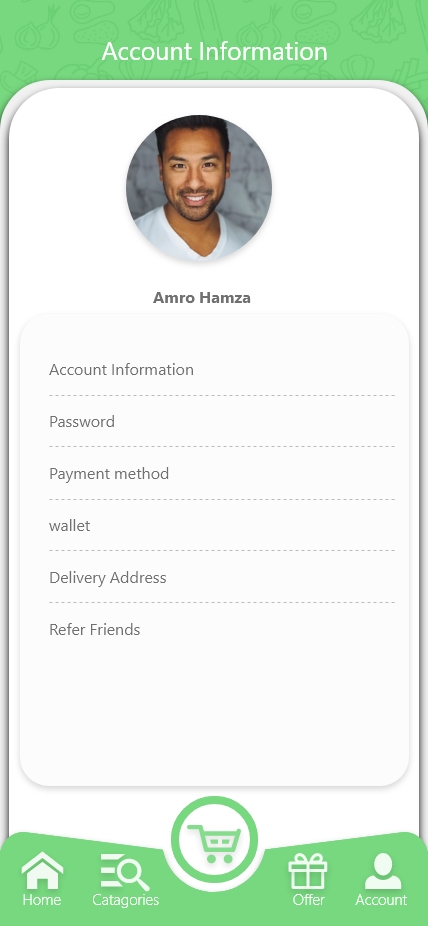 Account Information
Amro Hamza
Account Information
Password
Payment method
wallet
Delivery Address
Refer Friends
Home
Catagories
Offer
Account